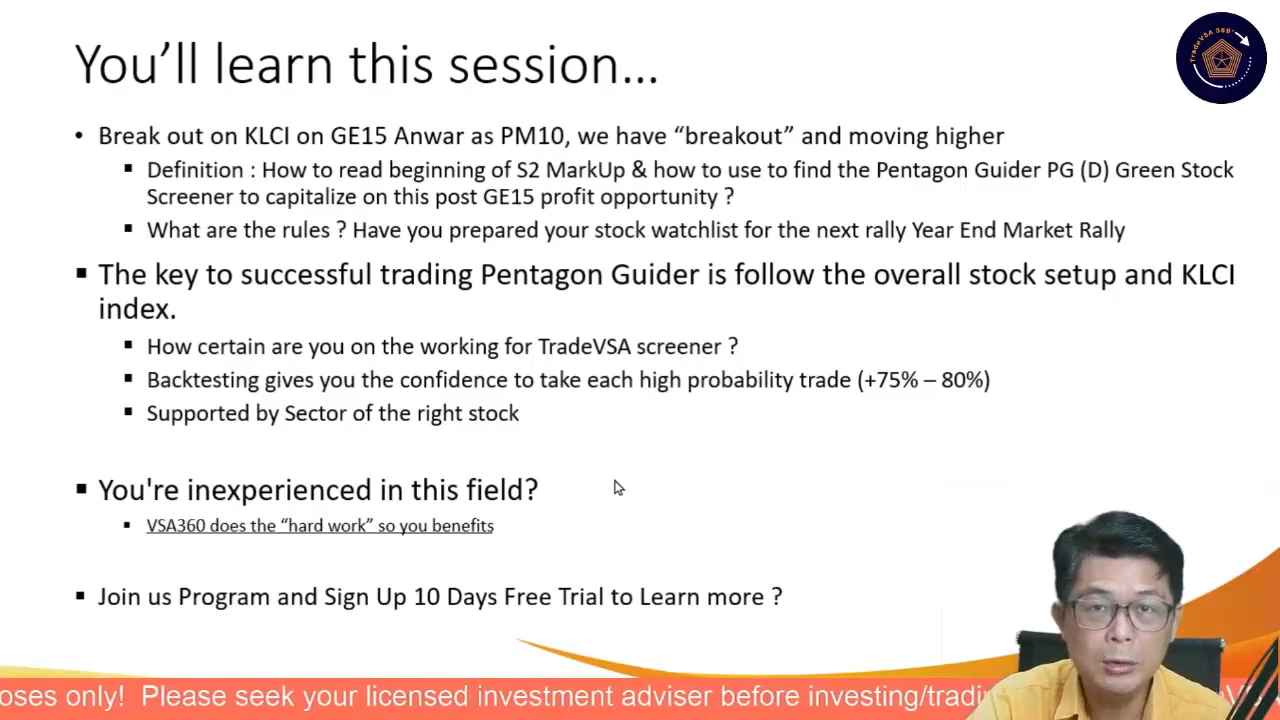 You’ll learn this session…
TradeVSA 360°
• Break out on KLCI on GE15 Anwar as PM10, we have “breakout” and moving higher
▪ Definition : How to read beginning of S2 MarkUp & how to use to find the Pentagon Guider PG (D) Green Stock
Screener to capitalize on this post GE15 profit opportunity ?
▪ What are the rules ? Have you prepared your stock watchlist for the next rally Year End Market Rally
▪ The key to successful trading Pentagon Guider is follow the overall stock setup and KLCI
index.
▪ How certain are you on the working for TradeVSA screener ?
▪ Backtesting gives you the confidence to take each high probability trade (+75% – 80%)
▪ Supported by Sector of the right stock
▪ You're inexperienced in this field?
▪ VSA360 does the “hard work” so you benefits
▪ Join us Program and Sign Up 10 Days Free Trial to Learn more ?
oses only! Please seek your licensed investment adviser before investing/tradi